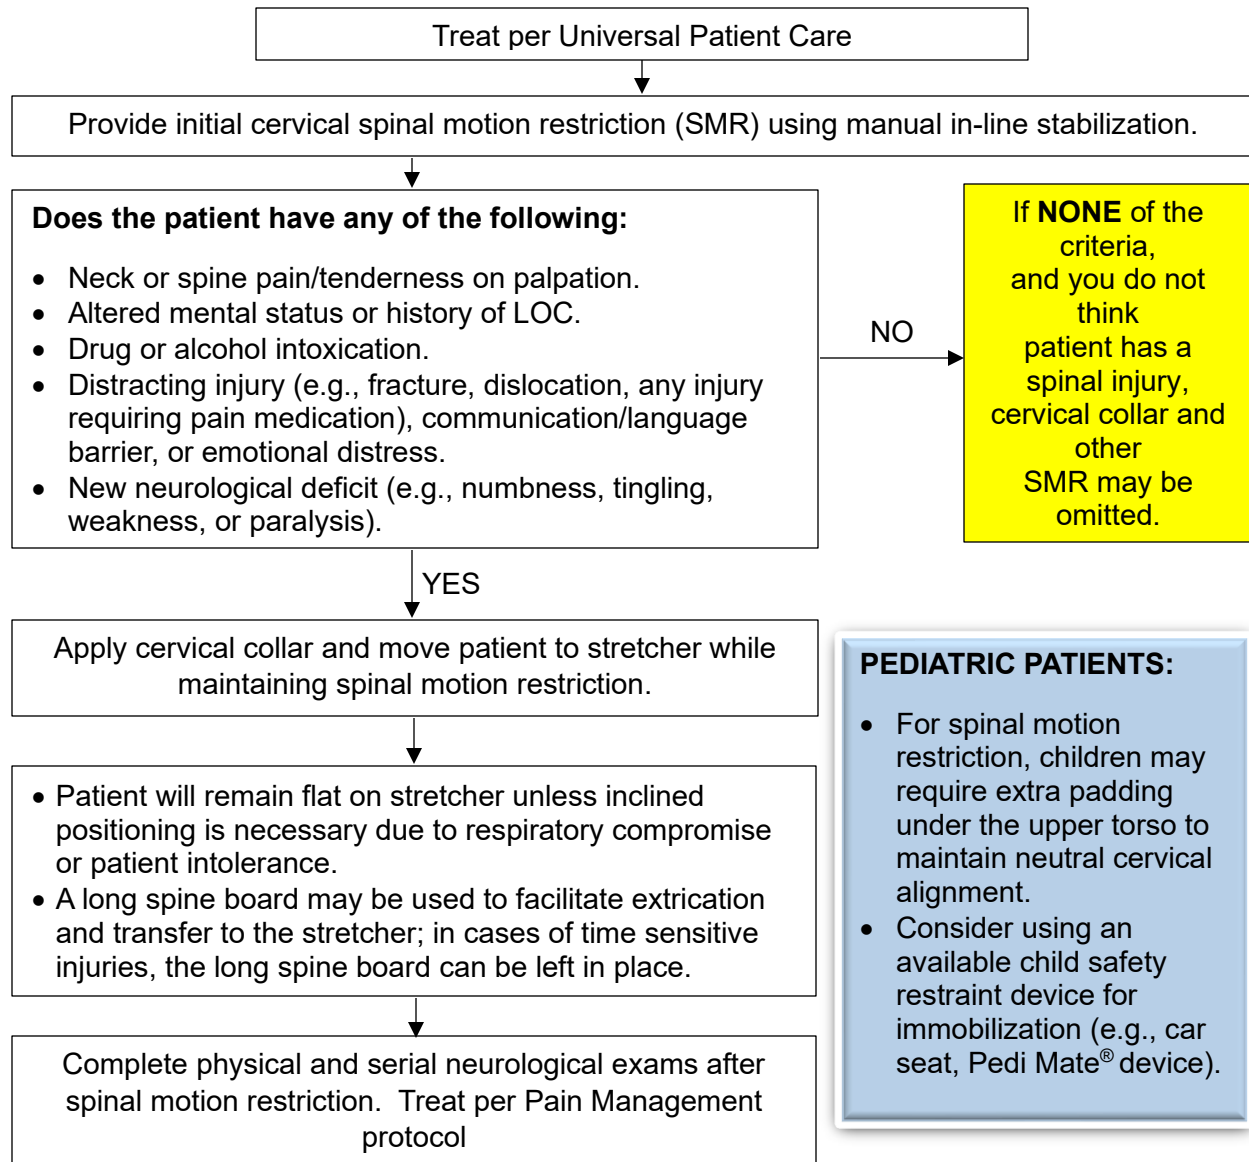 Treat per Universal Patient Care
Provide initial cervical spinal motion restriction (SMR) using manual in-line stabilization.
Does the patient have any of the following:
• Neck or spine pain/tenderness on palpation.
• Altered mental status or history of LOC.
• Drug or alcohol intoxication.
• Distracting injury (e.g., fracture, dislocation, any injury
requiring pain medication), communication/language
barrier, or emotional distress.
• New neurological deficit (e.g., numbness, tingling,
weakness, or paralysis).
NO
If NONE of the
criteria,
and you do not
think
patient has a
spinal injury,
cervical collar and
other
SMR may be
omitted.
YES
Apply cervical collar and move patient to stretcher while
maintaining spinal motion restriction.
• Patient will remain flat on stretcher unless inclined
positioning is necessary due to respiratory compromise
or patient intolerance.
• A long spine board may be used to facilitate extrication
and transfer to the stretcher; in cases of time sensitive
injuries, the long spine board can be left in place.
Complete physical and serial neurological exams after
spinal motion restriction.  Treat per Pain Management
protocol
PEDIATRIC PATIENTS:
• For spinal motion
restriction, children may
require extra padding
under the upper torso to
maintain neutral cervical
alignment.
• Consider using an
available child safety
restraint device for
immobilization (e.g., car
seat, Pedi Mate® device).